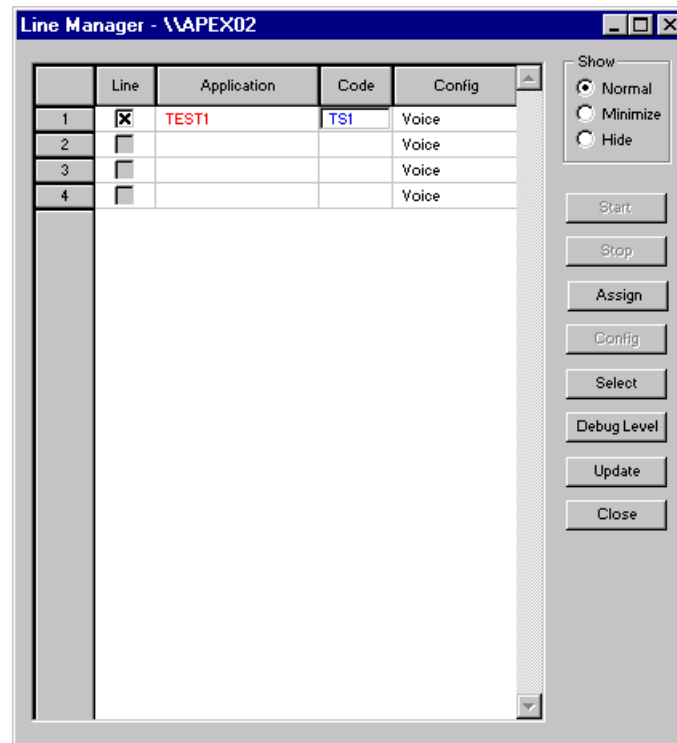 Line Manager - \\APEX02
Line Application Code Config
1 TEST1 TS1 Voice
2 Voice
3 Voice
4 Voice
Show
Normal
Minimize
Hide
Start
Stop
Assign
Config
Select
Debug Level
Update
Close